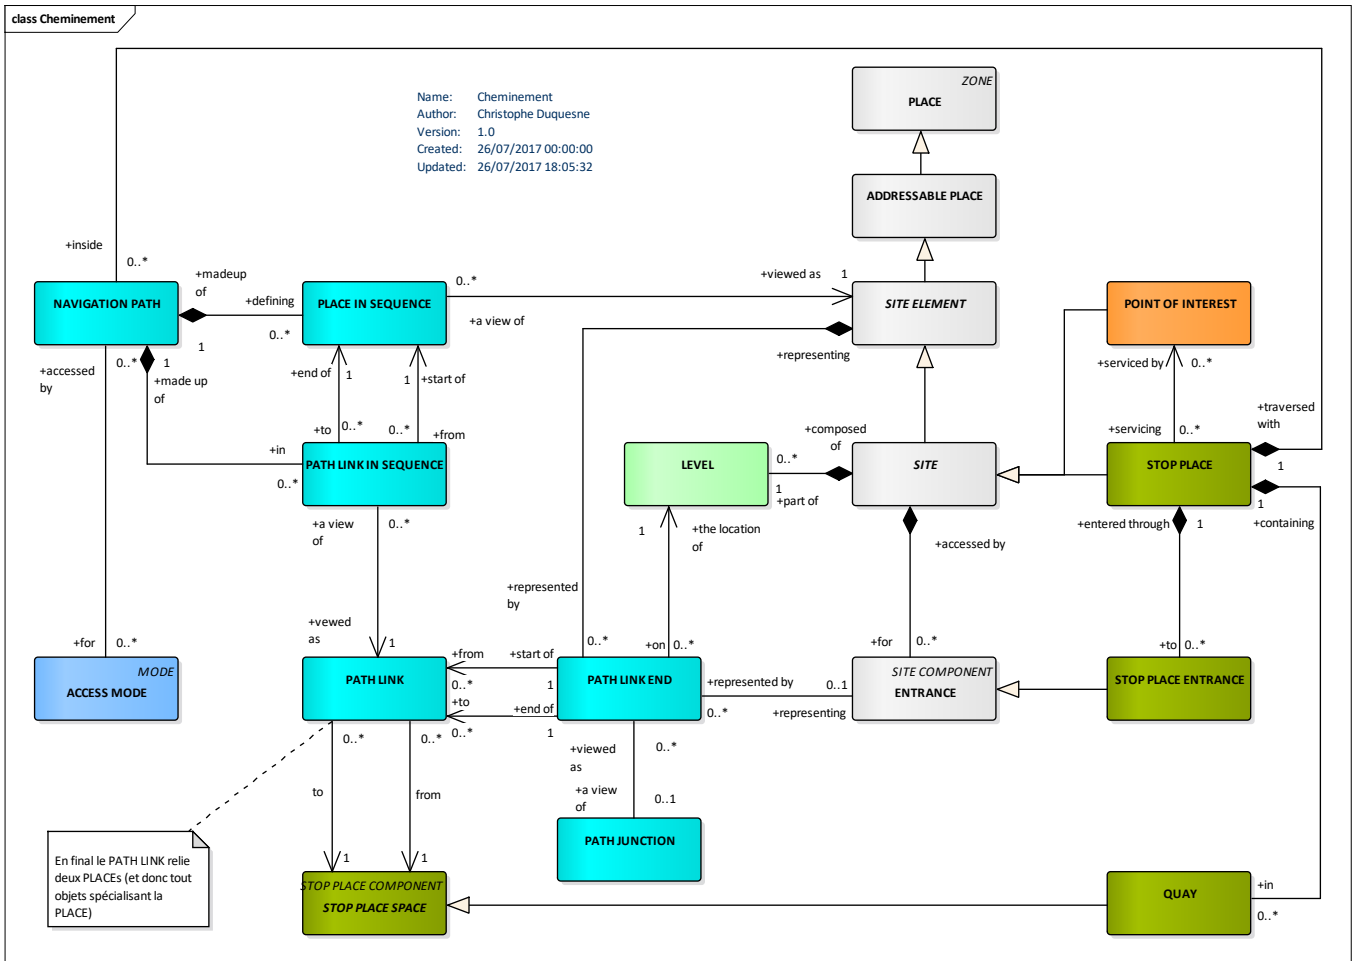 class Cheminement
Name: Cheminement
Author: Christophe Duquesne
Version: 1.0
Created: 26/07/2017 00:00:00
Updated: 26/07/2017 18:05:32
ZONE
PLACE
ADDRESSABLE PLACE
+inside
0..*
+madeup
of
+defining
0..*
1
0..*
+viewed as
1
+a view of
NAVIGATION PATH
PLACE IN SEQUENCE
SITE ELEMENT
POINT OF INTEREST
+representing
+accessed
by
0..*
1
+made up
of
+end of
1
1
+start of
+serviced by
0..*
+to
0..*
0..*
+from
+composed
of
+servicing
0..*
+traversed
with
1
+in
0..*
PATH LINK IN SEQUENCE
LEVEL
0..*
1
+part of
SITE
STOP PLACE
+a view
of
0..*
1
+the location
of
+accessed by
+entered through
1
1
+containing
+represented
by
+for
0..*
+vewed
as
1
0..*
+on
0..*
+for
0..*
+to
0..*
MODE
ACCESS MODE
PATH LINK
+from
0..*
+start of
1
+to
0..*
+end of
1
PATH LINK END
+represented by
0..*
0..1
+representing
SITE COMPONENT
ENTRANCE
STOP PLACE ENTRANCE
0..*
0..*
+viewed
as
0..*
to
from
+a view
of
0..1
PATH JUNCTION
En final le PATH LINK relie
deux PLACEs (et donc tout
objets spécialisant la
PLACE)
1
1
STOP PLACE COMPONENT
STOP PLACE SPACE
QUAY
+in
0..*